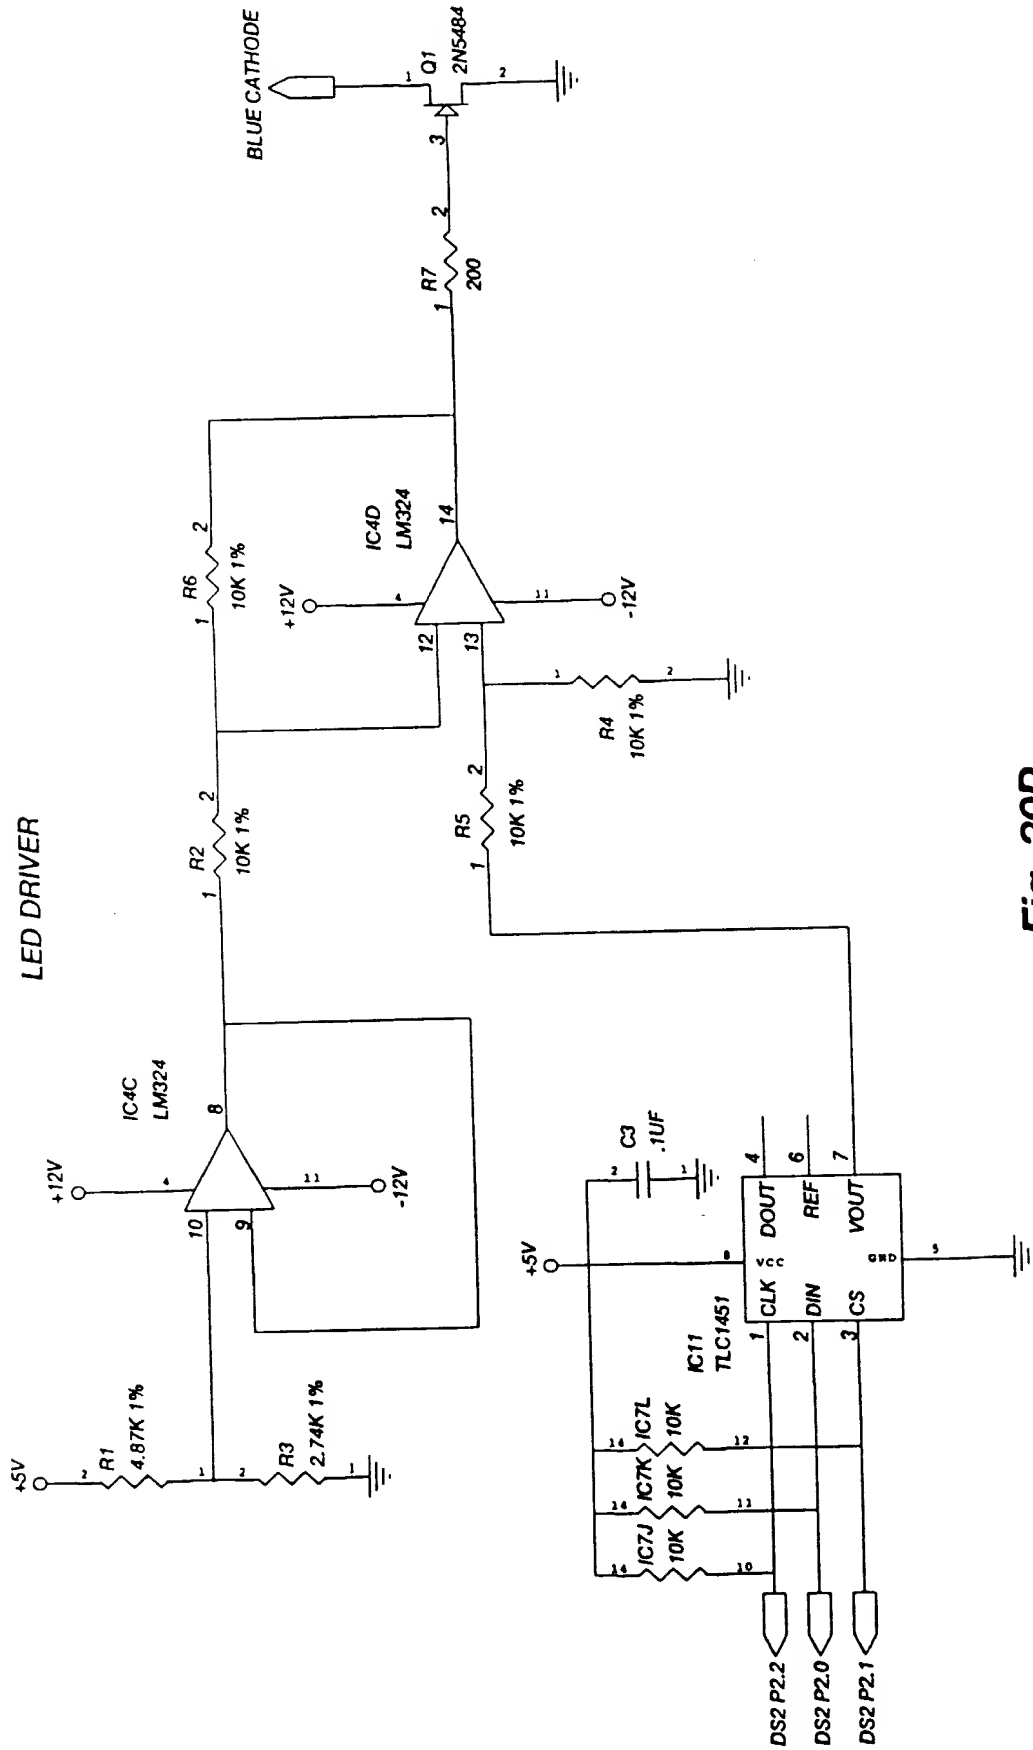 LED DRIVER
+5V
2
R1
4.87K 1%
1
2
R3
2.74K 1%
1
+12V
4
IC4C
LM324
10
9
8
11
-12V
1
R2
2
10K 1%
1
R6
2
10K 1%
+12V
4
IC4D
LM324
12
13
14
11
-12V
1
R5
2
10K 1%
1
R4
10K 1%
2
1
R7
2
200
BLUE CATHODE
1
Q1
2N5484
3
2
+5V
14
IC7J
10K
10
14
IC7K
10K
11
14
IC7L
10K
12
2
C3
.1UF
1
IC11
TLC1451
8
VCC
1
CLK
2
DIN
3
CS
DOUT
4
REF
6
VOUT
7
GND
5
DS2 P2.2
DS2 P2.0
DS2 P2.1